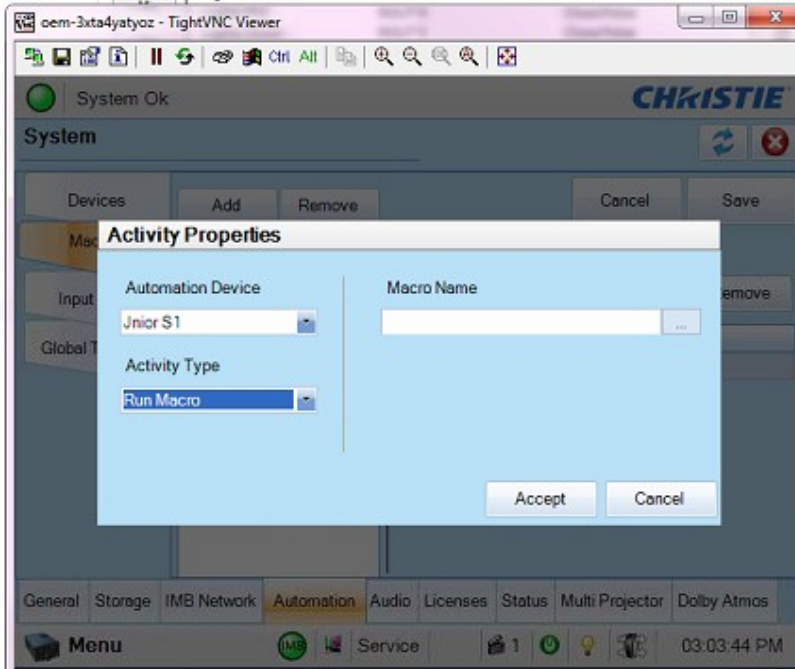 oem-3xta4yatyoz - TightVNC Viewer
Ctrl Alt
System Ok
CHRISTIE
System
Devices
Add
Remove
Cancel
Save
Mac
Activity Properties
Automation Device
Macro Name
Input
emove
Jnior S1
...
Global T
Activity Type
Run Macro
Accept
Cancel
General Storage IMB Network Automation Audio Licenses Status Multi Projector Dolby Atmos
Menu
IMB
Service
1
03:03:44 PM